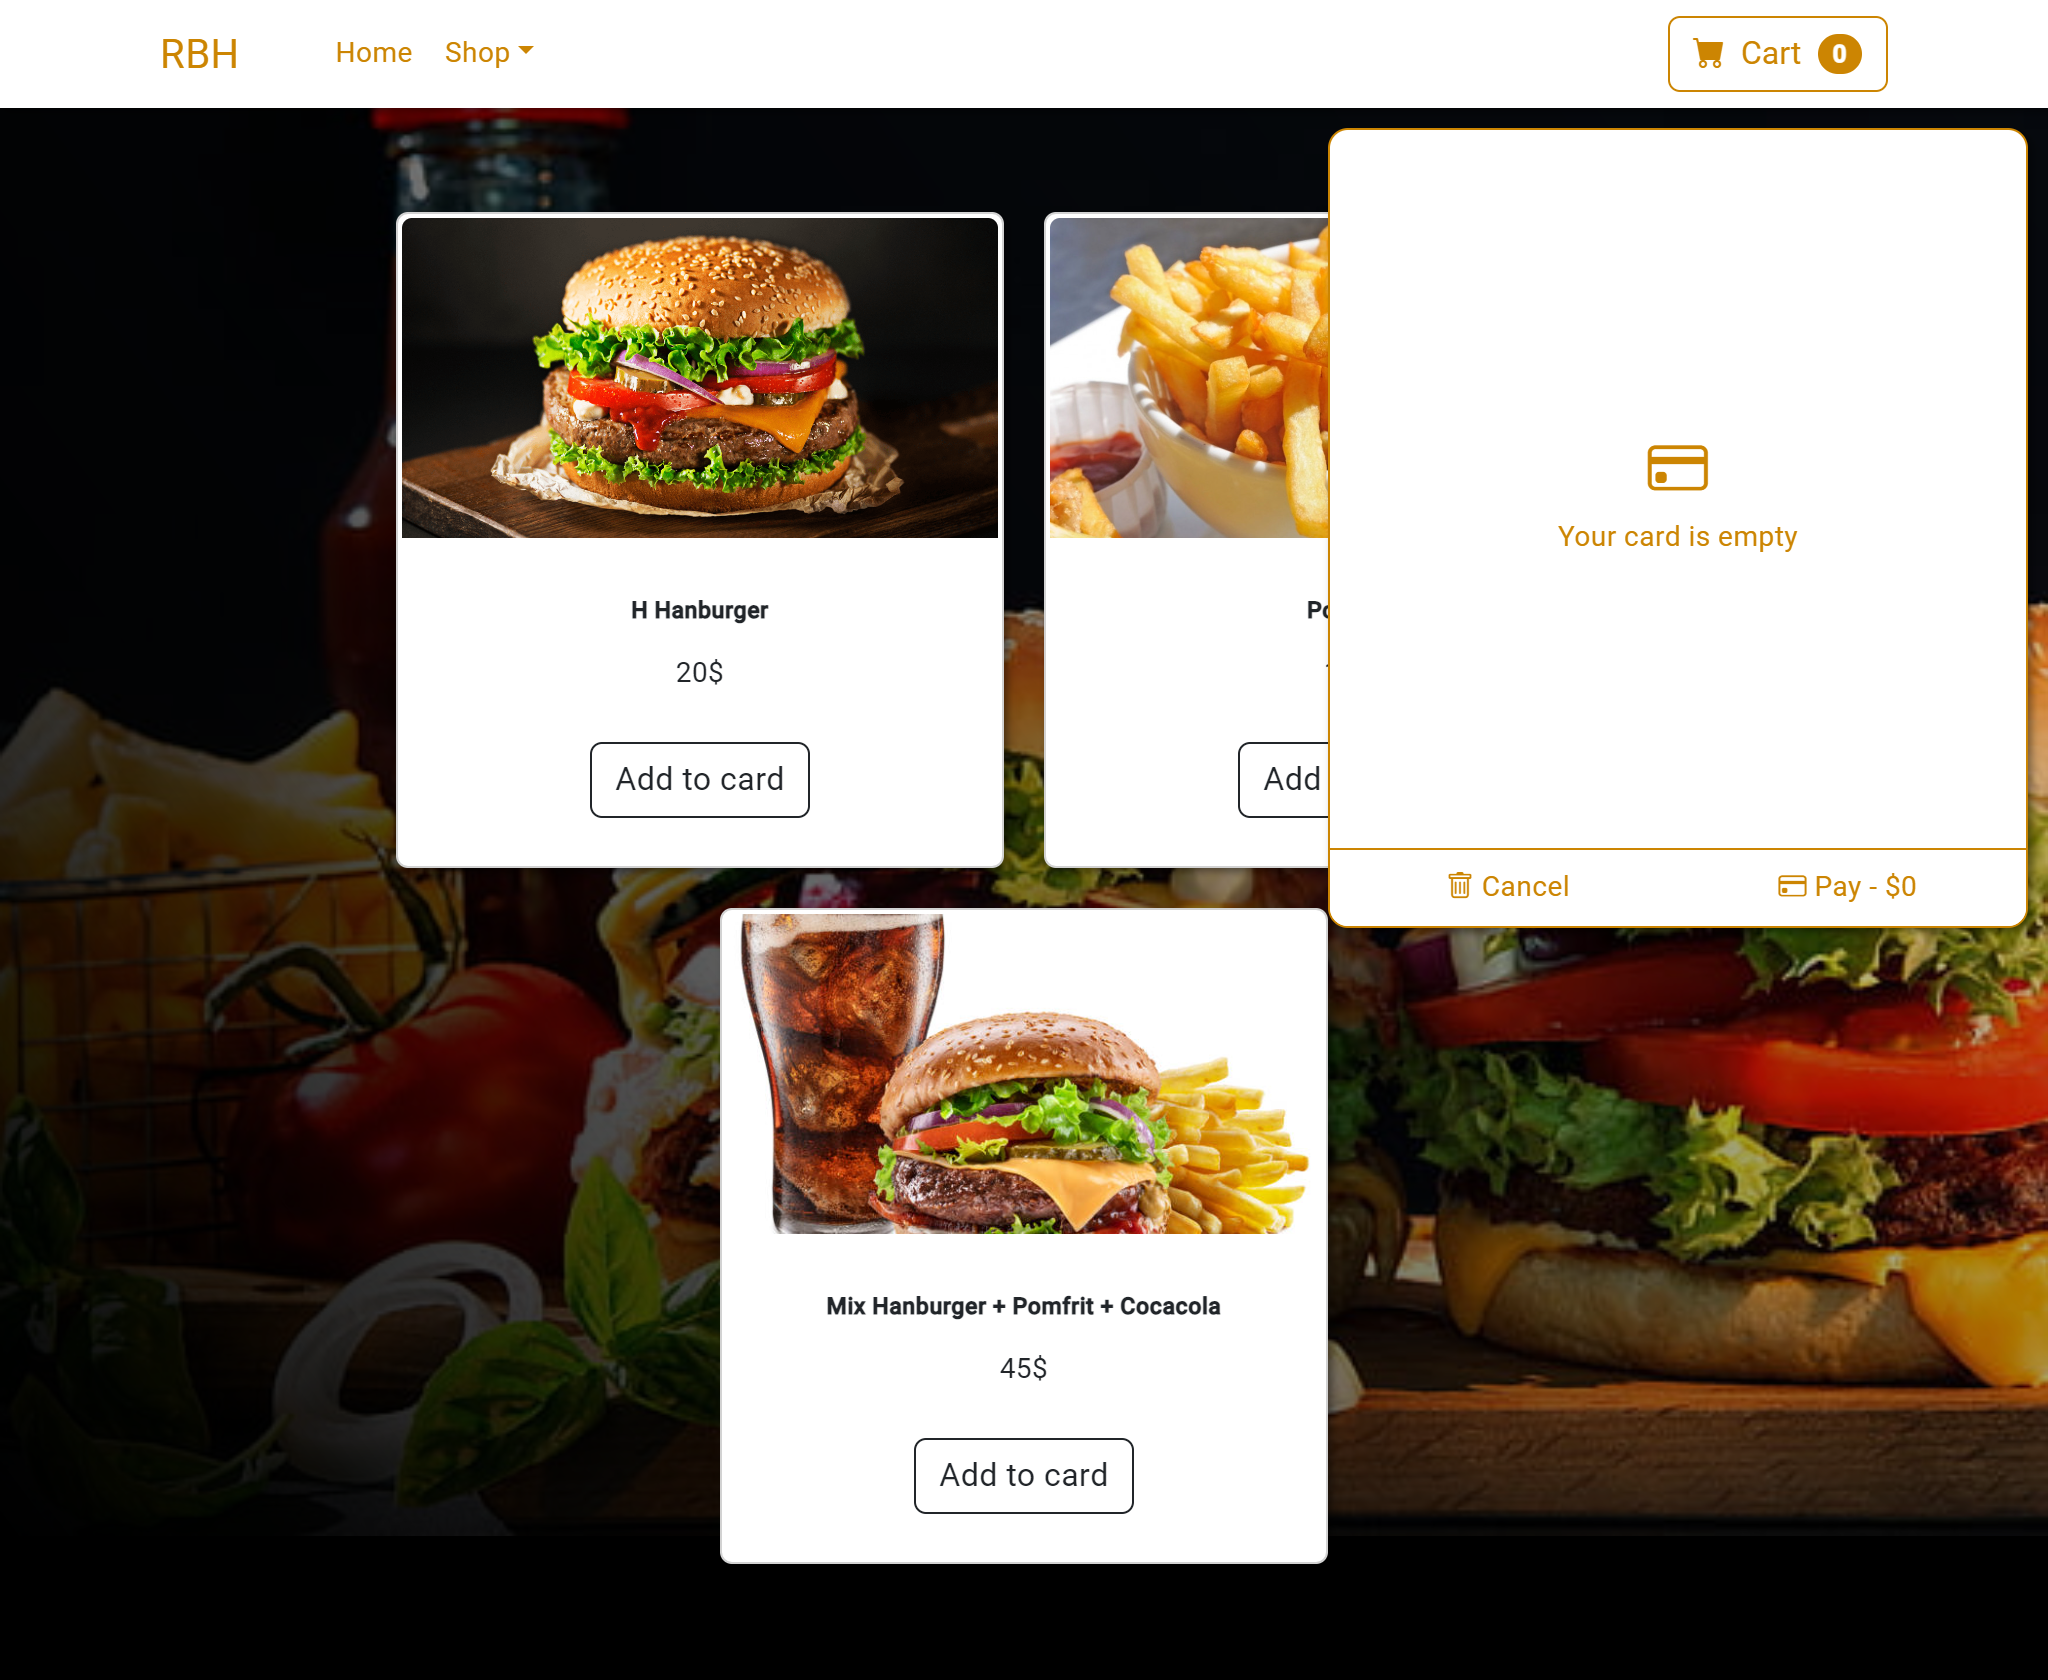 RBH
Home
Shop
Cart 0
H Hanburger
20$
Add to card
Add
Your card is empty
Cancel
Pay - $0
Mix Hanburger + Pomfrit + Cocacola
45$
Add to card